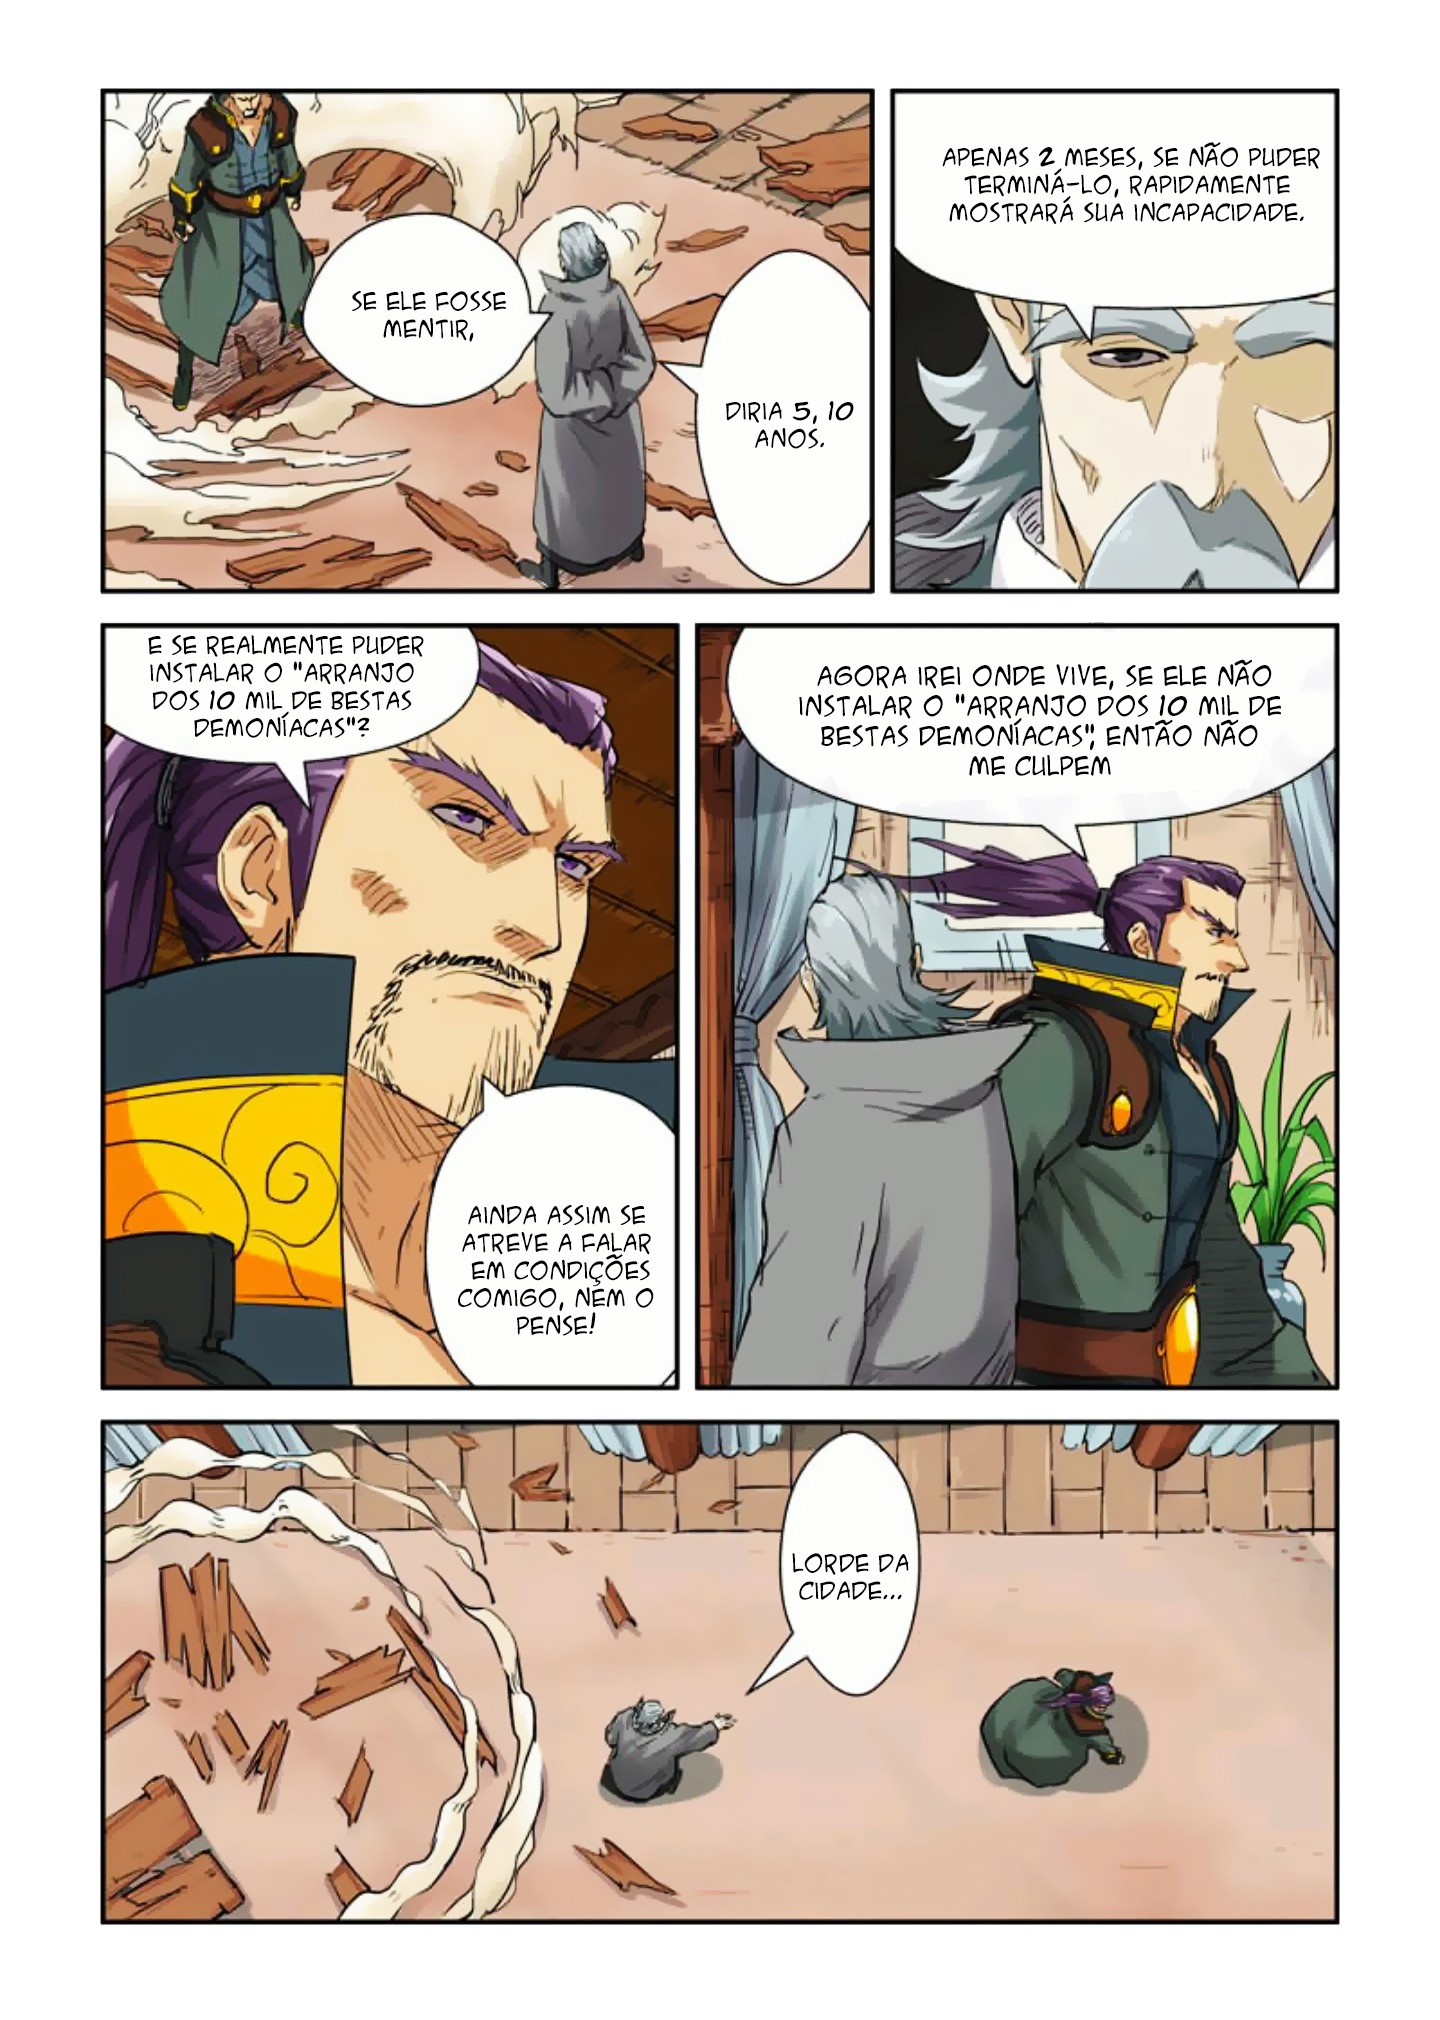 SE ELE FOSSE
MENTIR,
DIRIA 5, 10
ANOS.
APENAS 2 MESES, SE NÃO PUDER
TERMINÁ-LO, RAPIDAMENTE
MOSTRARÁ SUA INCAPACIDADE.
E SE REALMENTE PUDER
INSTALAR O "ARRANJO
DOS 10 MIL DE BESTAS
DEMONÍACAS"?
AINDA ASSIM SE
ATREVE A FALAR
EM CONDIÇÕES
COMIGO, NEM O
PENSE!
AGORA IREI ONDE VIVE, SE ELE NÃO
INSTALAR O "ARRANJO DOS 10 MIL DE
BESTAS DEMONÍACAS", ENTÃO NÃO
ME CULPEM
LORDE DA
CIDADE...